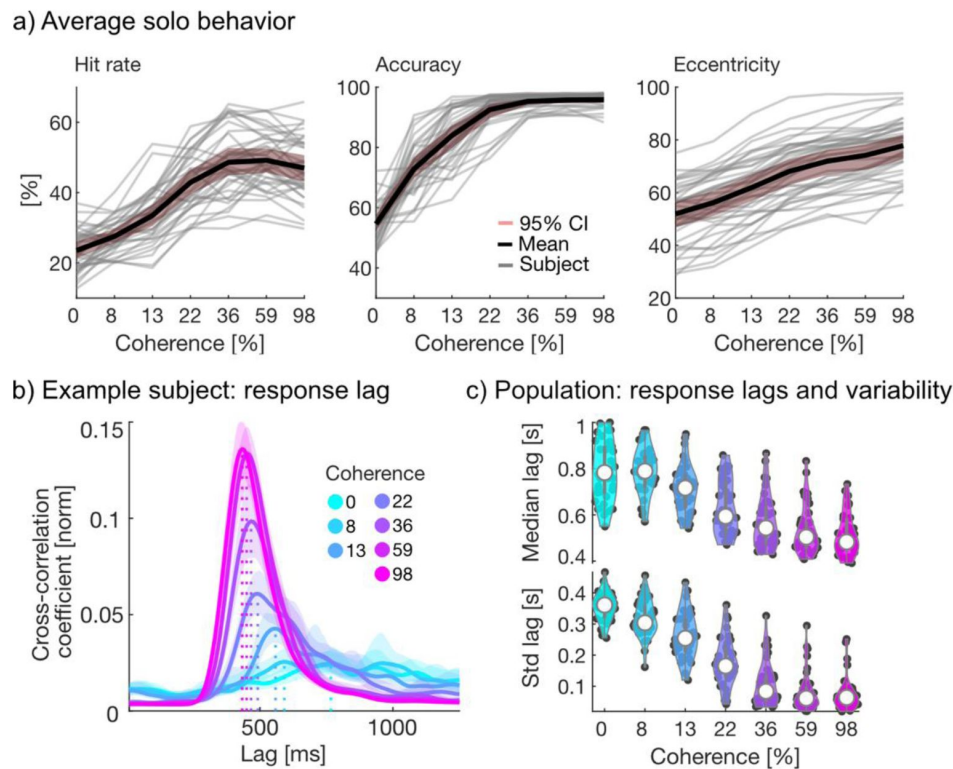 a) Average solo behavior
Hit rate
Accuracy
Eccentricity
[%]
60
40
20
0 8 13 22 36 59 98
Coherence [%]
100
80
60
40
95% CI
Mean
Subject
0 8 13 22 36 59 98
Coherence [%]
100
80
60
40
20
0 8 13 22 36 59 98
Coherence [%]
b) Example subject: response lag
Cross-correlation
coefficient [norm]
0.15
0.1
0.05
0
Coherence
0 22
8 36
13 59
98
500 1000
Lag [ms]
c) Population: response lags and variability
Median lag [s]
1
0.8
0.6
0.4
Std lag [s]
0.4
0.3
0.2
0.1
0 8 13 22 36 59 98
Coherence [%]